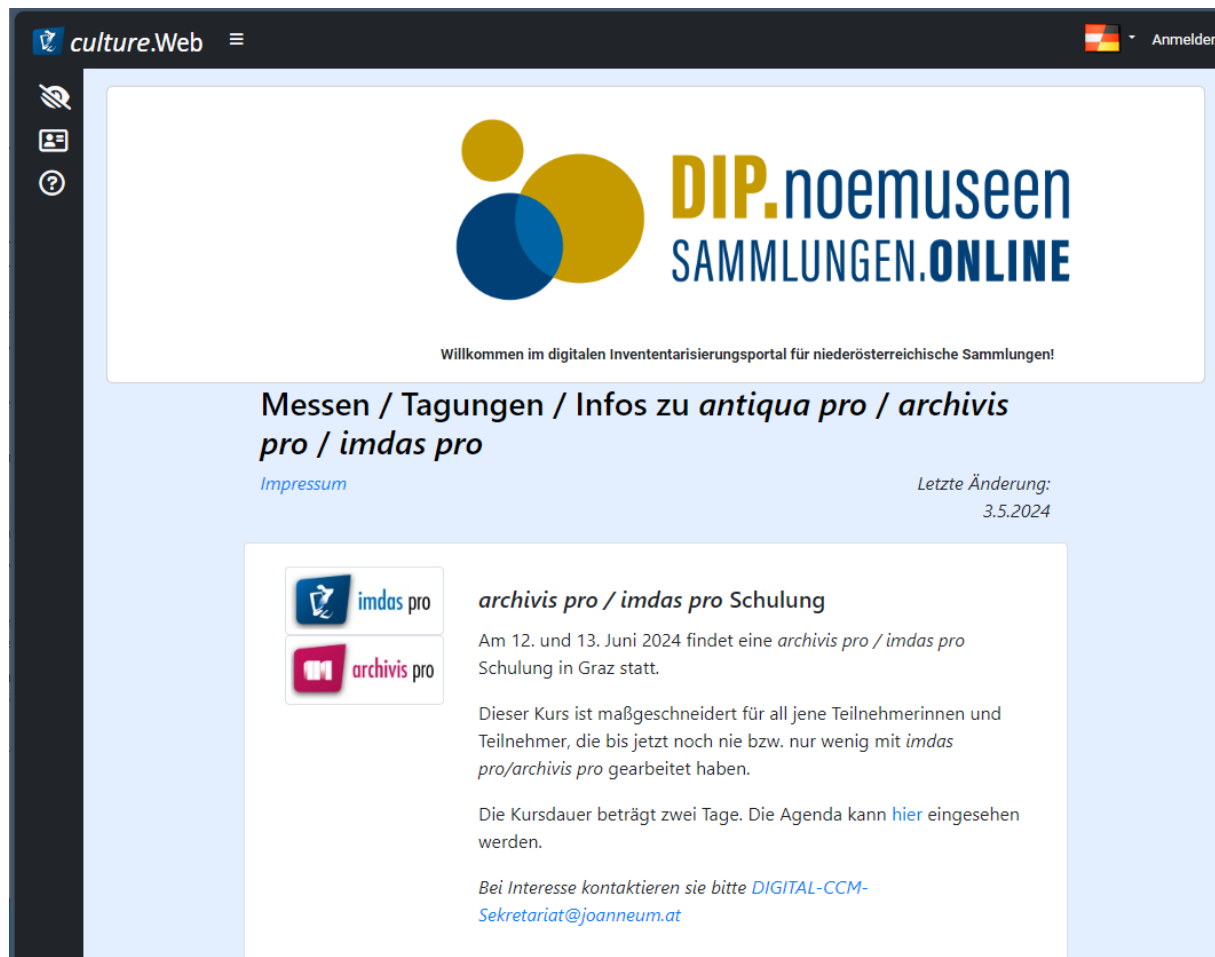 culture.Web
Anmelden
DIP.noemuseen
SAMMLUNGEN.ONLINE
Willkommen im digitalen Invententarisierungsportal für niederösterreichische Sammlungen!
Messen / Tagungen / Infos zu antiqua pro / archivis
pro / imdas pro
Impressum
Letzte Änderung:
3.5.2024
imdas pro
archivis pro
archivis pro / imdas pro Schulung
Am 12. und 13. Juni 2024 findet eine archivis pro / imdas pro
Schulung in Graz statt.
Dieser Kurs ist maßgeschneidert für all jene Teilnehmerinnen und
Teilnehmer, die bis jetzt noch nie bzw. nur wenig mit imdas
pro/archivis pro gearbeitet haben.
Die Kursdauer beträgt zwei Tage. Die Agenda kann hier eingesehen
werden.
Bei Interesse kontaktieren sie bitte DIGITAL-CCM-
Sekretariat@joanneum.at